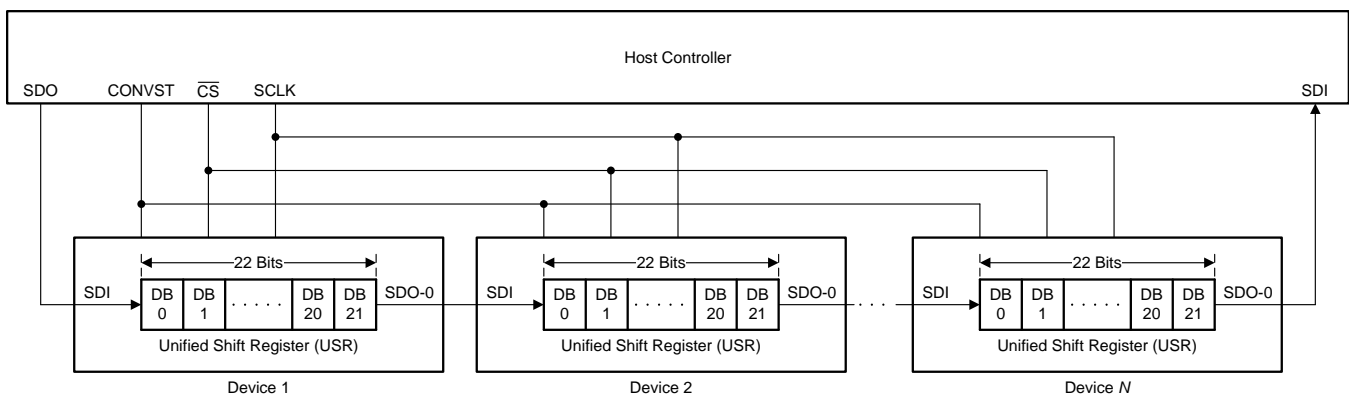 Host Controller
SDO CONVST CS SCLK SDI
22 Bits 22 Bits 22 Bits
SDI DB 0 DB 1 . . . . . DB 20 DB 21 SDO-0 SDI DB 0 DB 1 . . . . . DB 20 DB 21 SDO-0 . . . . SDI DB 0 DB 1 . . . . . DB 20 DB 21 SDO-0
Unified Shift Register (USR) Unified Shift Register (USR) Unified Shift Register (USR)
Device 1 Device 2 Device N